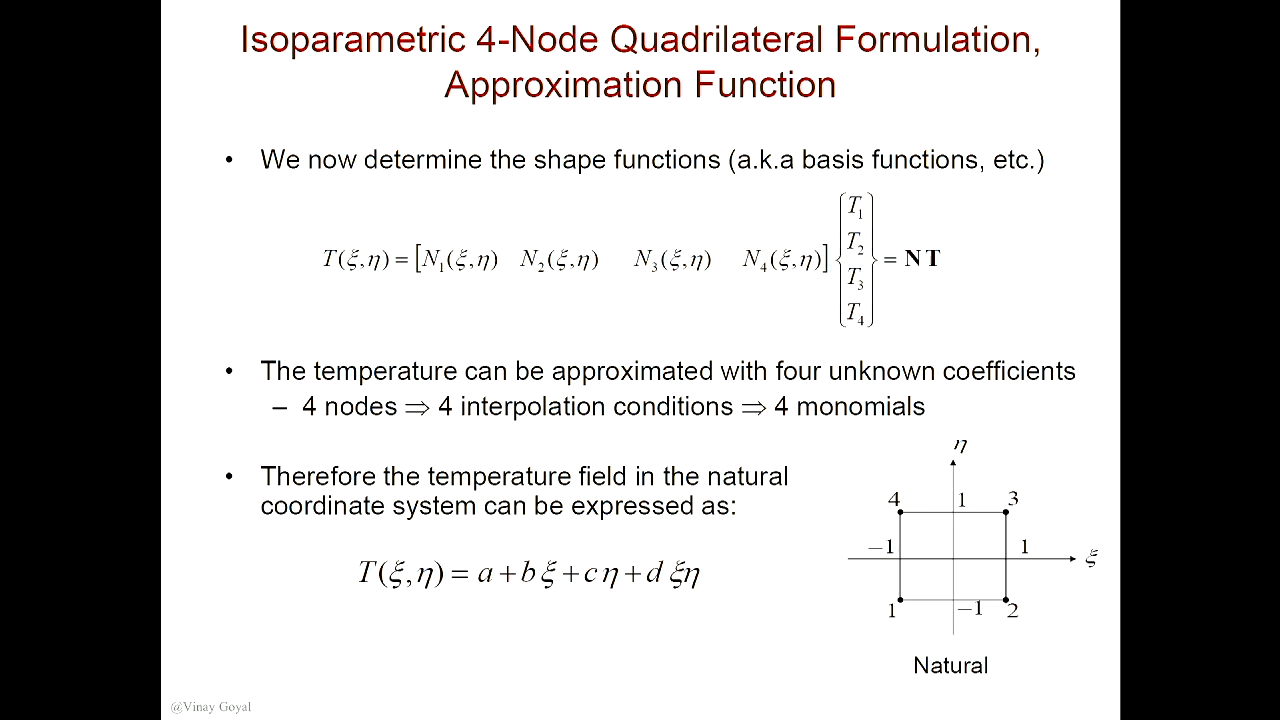 Isoparametric 4-Node Quadrilateral Formulation,
Approximation Function
• We now determine the shape functions (a.k.a basis functions, etc.)
T(ξ,η) = [N₁(ξ,η) N₂(ξ,η) N₃(ξ,η) N₄(ξ,η)] {T₁ T₂ T₃ T₄} = N T
• The temperature can be approximated with four unknown coefficients
– 4 nodes ⇒ 4 interpolation conditions ⇒ 4 monomials
• Therefore the temperature field in the natural
coordinate system can be expressed as:
T(ξ,η) = a + b ξ + c η + d ξη
η
4 1 3
−1 1 ξ
1 −1 2
Natural
@Vinay Goyal